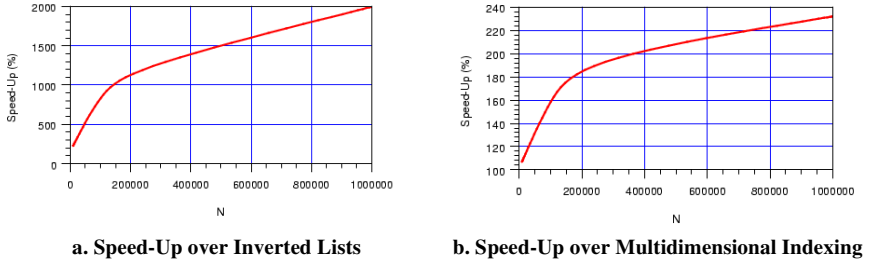 2000
1500
1000
500
0
Speed-Up (%)
0 200000 400000 600000 800000 1000000
N
a. Speed-Up over Inverted Lists
240
220
200
180
160
140
120
100
Speed-Up (%)
0 200000 400000 600000 800000 1000000
N
b. Speed-Up over Multidimensional Indexing